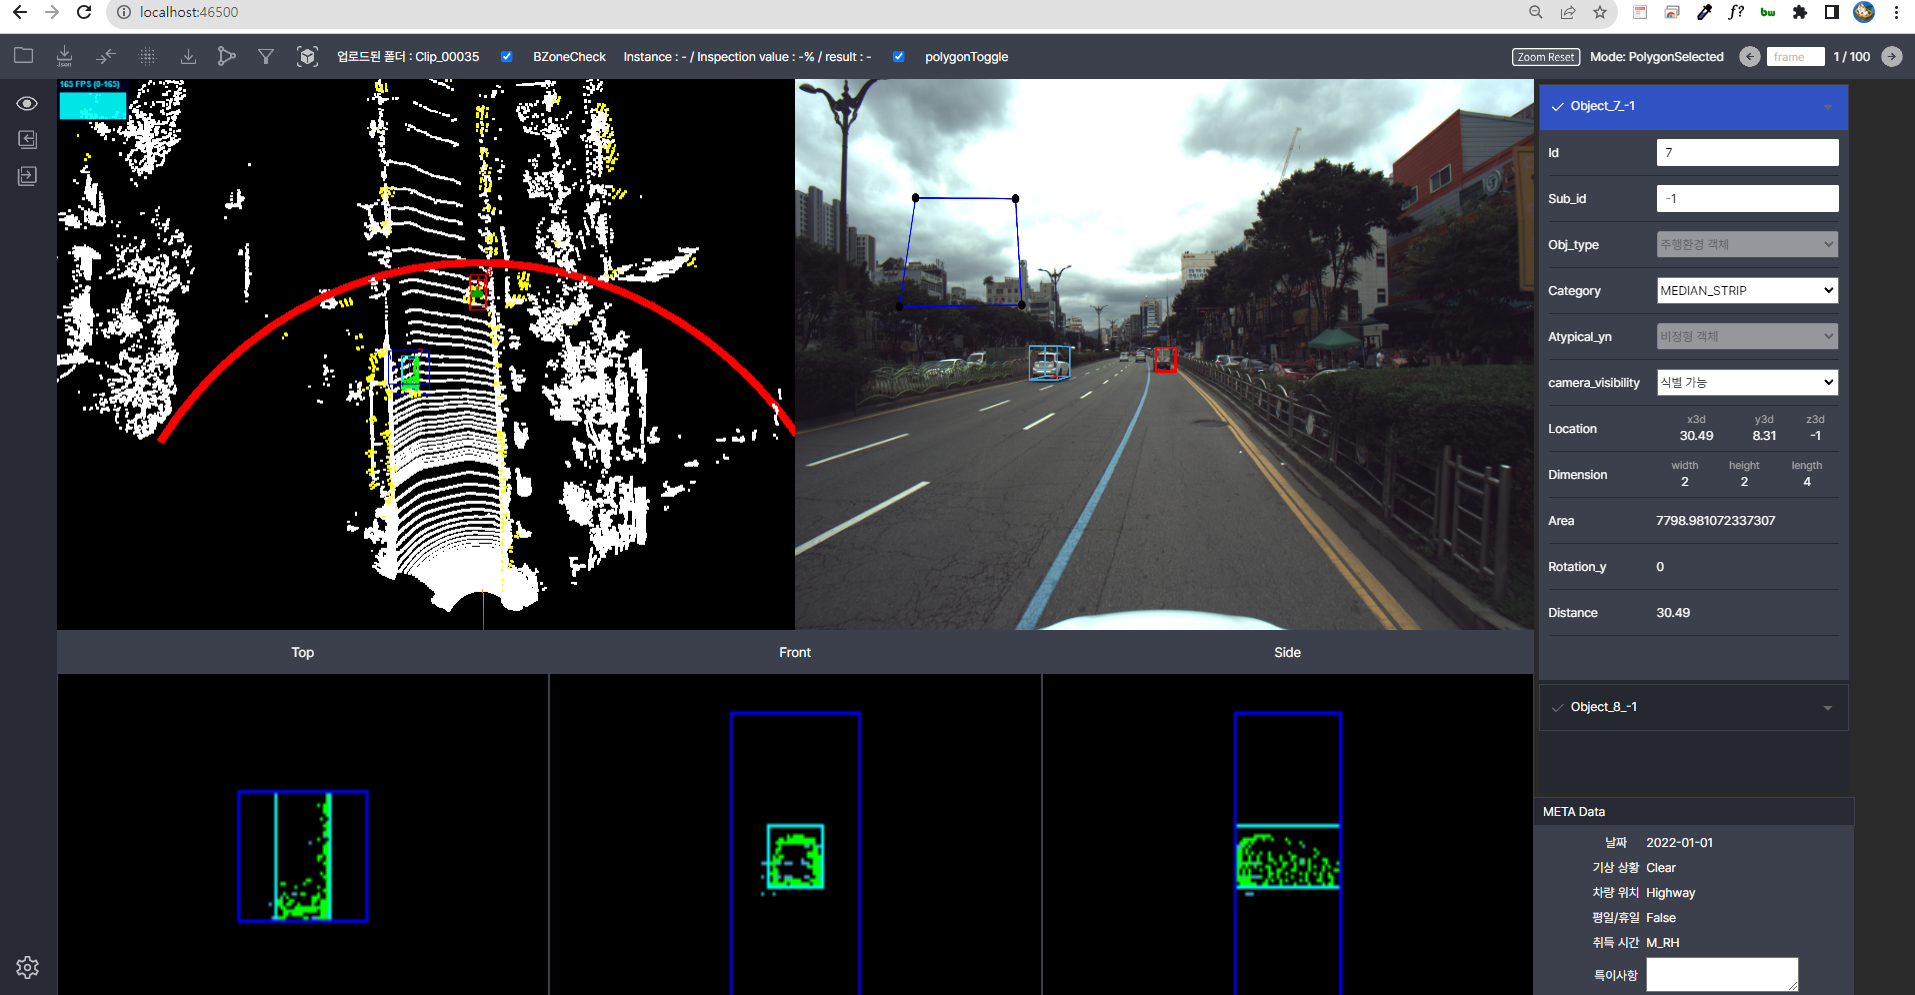 localhost:46500
Json
업로드된 폴더 : Clip_00035
BZoneCheck
Instance : - / Inspection value : -% / result : -
polygonToggle
Zoom Reset
Mode: PolygonSelected
frame
1 / 100
165 FPS (0-165)
Object_7_-1
Id 7
Sub_id -1
Obj_type 주행환경 객체
Category MEDIAN_STRIP
Atypical_yn 비정형 객체
camera_visibility 식별 가능
x3d y3d z3d
Location 30.49 8.31 -1
width height length
Dimension 2 2 4
Area 7798.981072337307
Rotation_y 0
Distance 30.49
Top
Front
Side
Object_8_-1
META Data
날짜 2022-01-01
기상 상황 Clear
차량 위치 Highway
평일/휴일 False
취득 시간 M_RH
특이사항
f?
bw